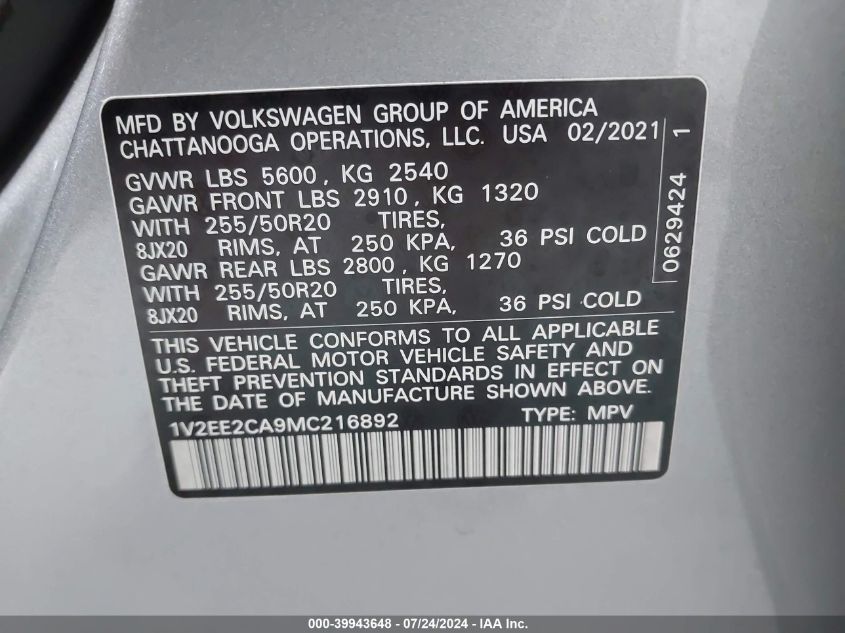 MFD BY VOLKSWAGEN GROUP OF AMERICA
CHATTANOOGA OPERATIONS, LLC. USA 02/2021
GVWR LBS 5600, KG 2540
GAWR FRONT LBS 2910, KG 1320
WITH 255/50R20 TIRES,
8JX20 RIMS, AT 250 KPA, 36 PSI COLD
GAWR REAR LBS 2800, KG 1270
WITH 255/50R20 TIRES,
8JX20 RIMS, AT 250 KPA, 36 PSI COLD
THIS VEHICLE CONFORMS TO ALL APPLICABLE
U.S. FEDERAL MOTOR VEHICLE SAFETY AND
THEFT PREVENTION STANDARDS IN EFFECT ON
THE DATE OF MANUFACTURE SHOWN ABOVE.
1V2EE2CA9MC216892 TYPE: MPV
0629424 1
000-39943648 - 07/24/2024 - IAA Inc.